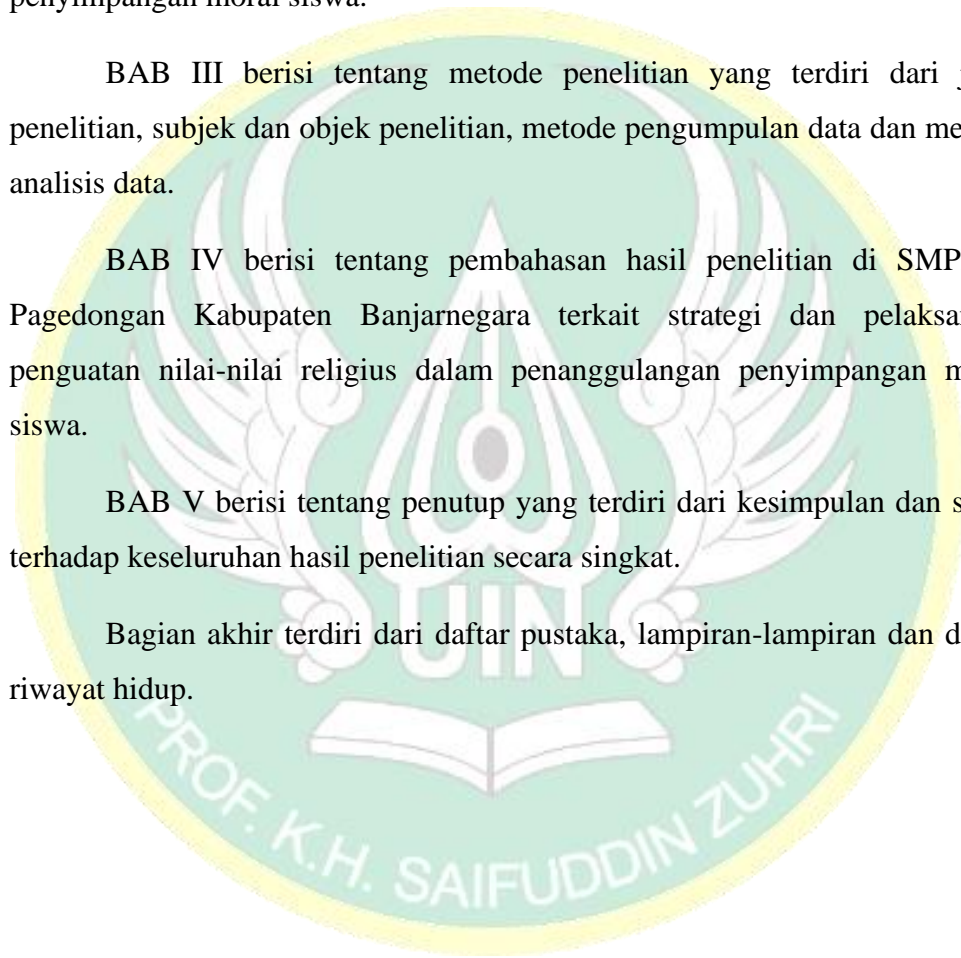 penyimpangan moral siswa.
BAB III berisi tentang metode penelitian yang terdiri dari
penelitian, subjek dan objek penelitian, metode pengumpulan data dan
analisis data.
BAB IV berisi tentang pembahasan hasil penelitian di SMP
Pagedongan Kabupaten Banjarnegara terkait strategi dan
penguatan nilai-nilai religius dalam penanggulangan penyimpangan
siswa.
BAB V berisi tentang penutup yang terdiri dari kesimpulan dan
terhadap keseluruhan hasil penelitian secara singkat.
Bagian akhir terdiri dari daftar pustaka, lampiran-lampiran dan
riwayat hidup.
UIN
PROF. K.H. SAIFUDDIN ZUHRI